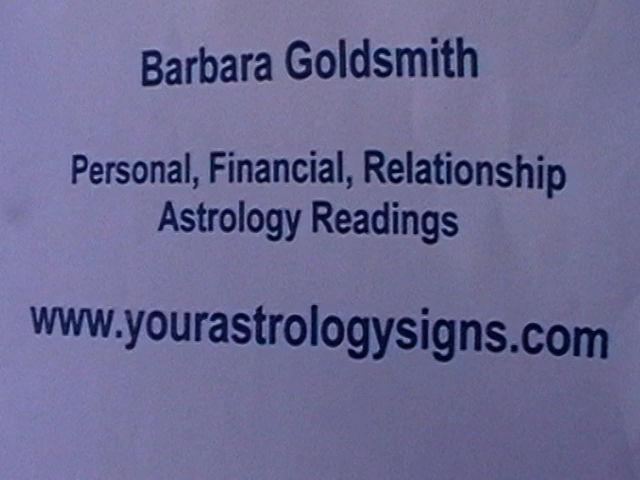 Barbara Goldsmith
Personal, Financial, Relationship
Astrology Readings
www.yourastrologysigns.com